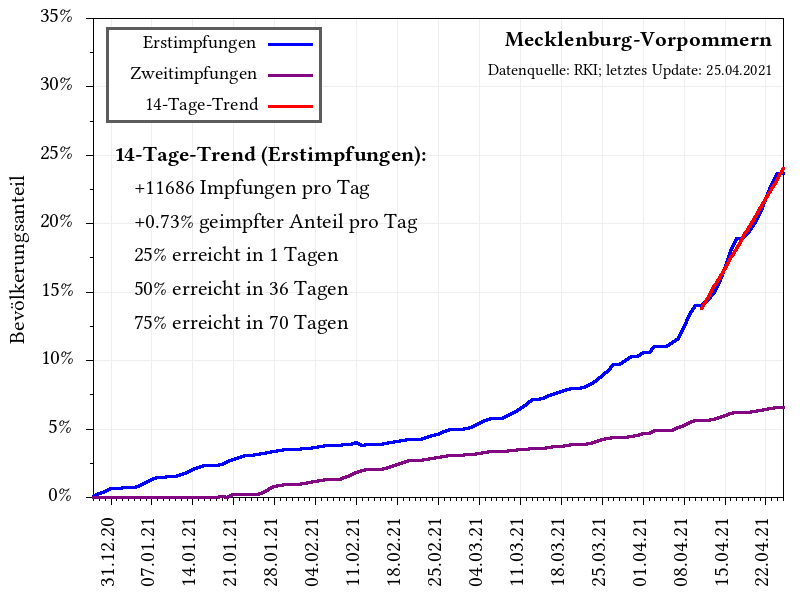 35%
30%
25%
20%
15%
10%
5%
0%
Bevölkerungsanteil
Erstimpfungen
Zweitimpfungen
14-Tage-Trend
Mecklenburg-Vorpommern
Datenquelle: RKI; letztes Update: 25.04.2021
14-Tage-Trend (Erstimpfungen):
+11686 Impfungen pro Tag
+0.73% geimpfter Anteil pro Tag
25% erreicht in 1 Tagen
50% erreicht in 36 Tagen
75% erreicht in 70 Tagen
31.12.20
07.01.21
14.01.21
21.01.21
28.01.21
04.02.21
11.02.21
18.02.21
25.02.21
04.03.21
11.03.21
18.03.21
25.03.21
01.04.21
08.04.21
15.04.21
22.04.21